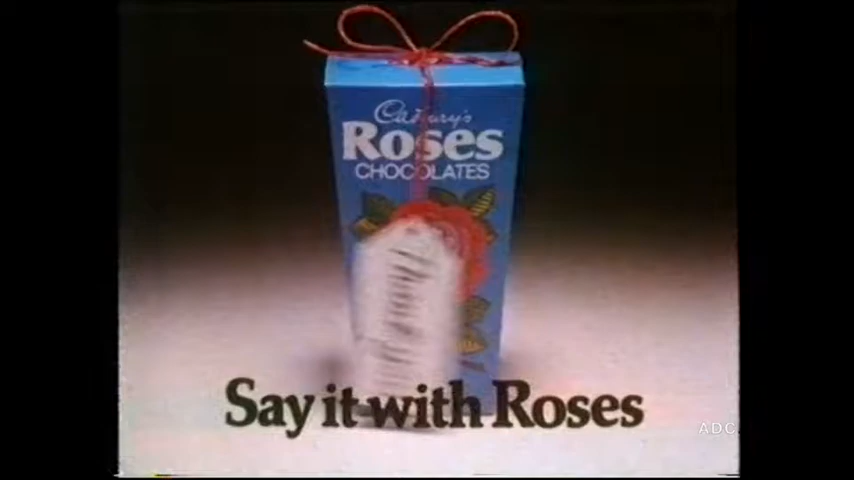 Cadbury's
Roses
CHOCOLATES
Say it with Roses
ADC